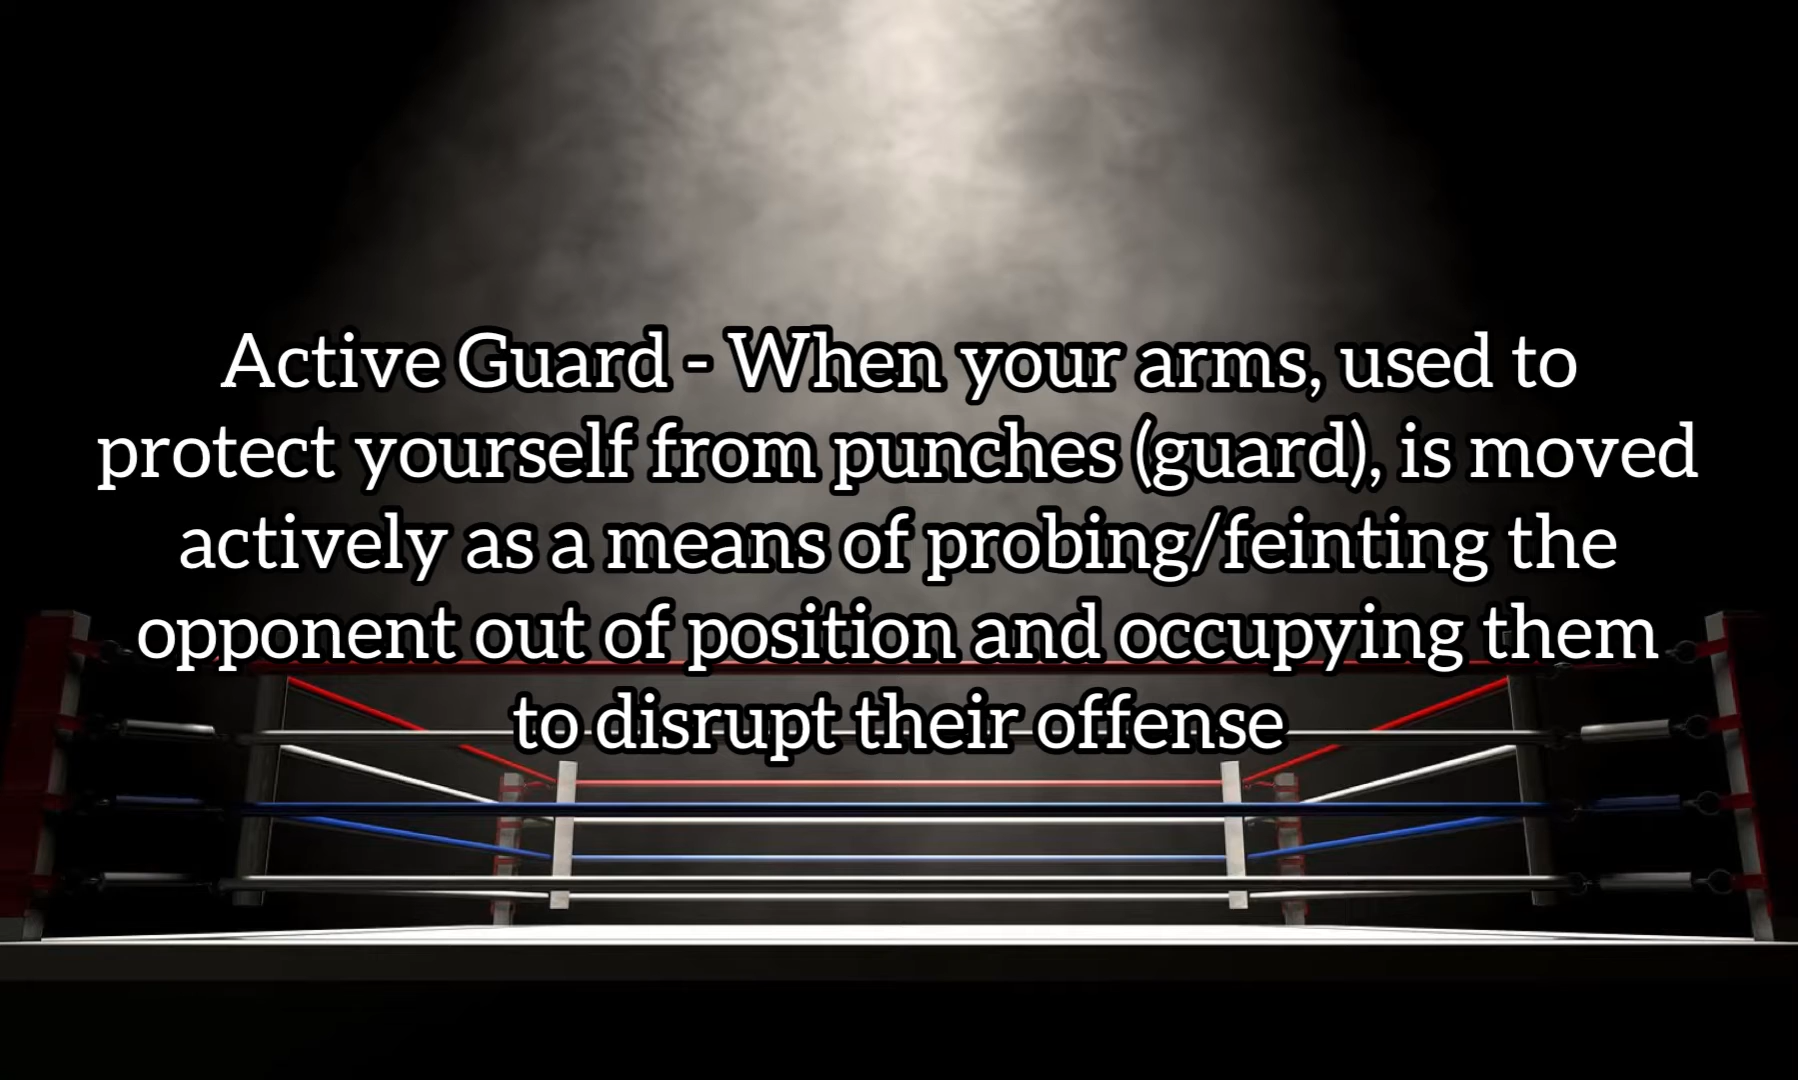 Active Guard - When your arms, used to
protect yourself from punches (guard), is moved
actively as a means of probing/feinting the
opponent out of position and occupying them
to disrupt their offense